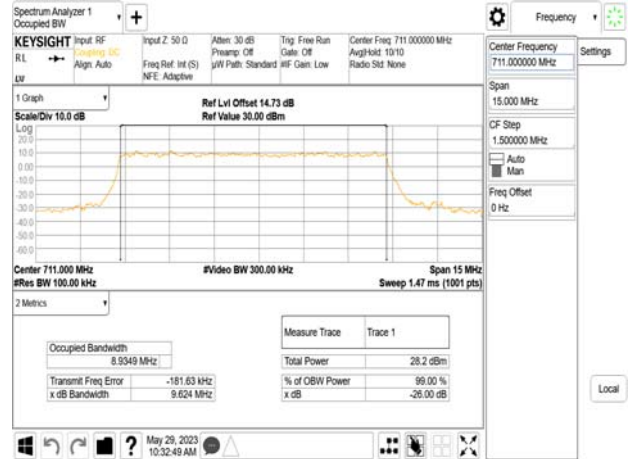 Spectrum Analyzer 1
Occupied BW
+
Frequency
KEYSIGHT
Input: RF
Coupling: DC
Align: Auto
Input Z: 50 Ω
Freq Ref: Int (S)
NFE: Adaptive
Atten: 30 dB
Preamp: Off
µW Path: Standard
Trig: Free Run
Gate: Off
#IF Gain: Low
Center Freq: 711.000000 MHz
Avg|Hold: 10/10
Radio Std: None
RL
Center Frequency
711.000000 MHz
Settings
Span
15.000 MHz
CF Step
1.500000 MHz
Auto
Man
Freq Offset
0 Hz
Local
1 Graph
Scale/Div 10.0 dB
Ref Lvl Offset 14.73 dB
Ref Value 30.00 dBm
Log
20.0
10.0
0.00
-10.0
-20.0
-30.0
-40.0
-50.0
-60.0
Center 711.000 MHz
#Video BW 300.00 kHz
Span 15 MHz
#Res BW 100.00 kHz
Sweep 1.47 ms (1001 pts)
2 Metrics
Measure Trace Trace 1
Occupied Bandwidth
8.9349 MHz
Total Power 28.2 dBm
Transmit Freq Error -181.63 kHz
% of OBW Power 99.00 %
x dB Bandwidth 9.624 MHz
x dB -26.00 dB
?
May 29, 2023
10:32:49 AM